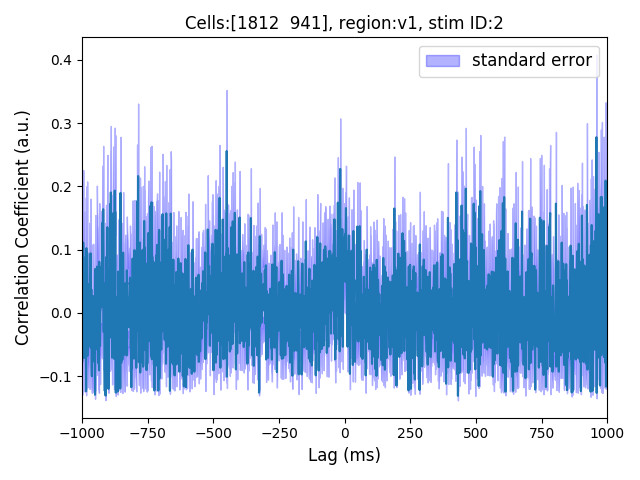 Cells:[1812  941], region:v1, stim ID:2
standard error
Correlation Coefficient (a.u.)
0.4
0.3
0.2
0.1
0.0
−0.1
−1000 −750 −500 −250 0 250 500 750 1000
Lag (ms)